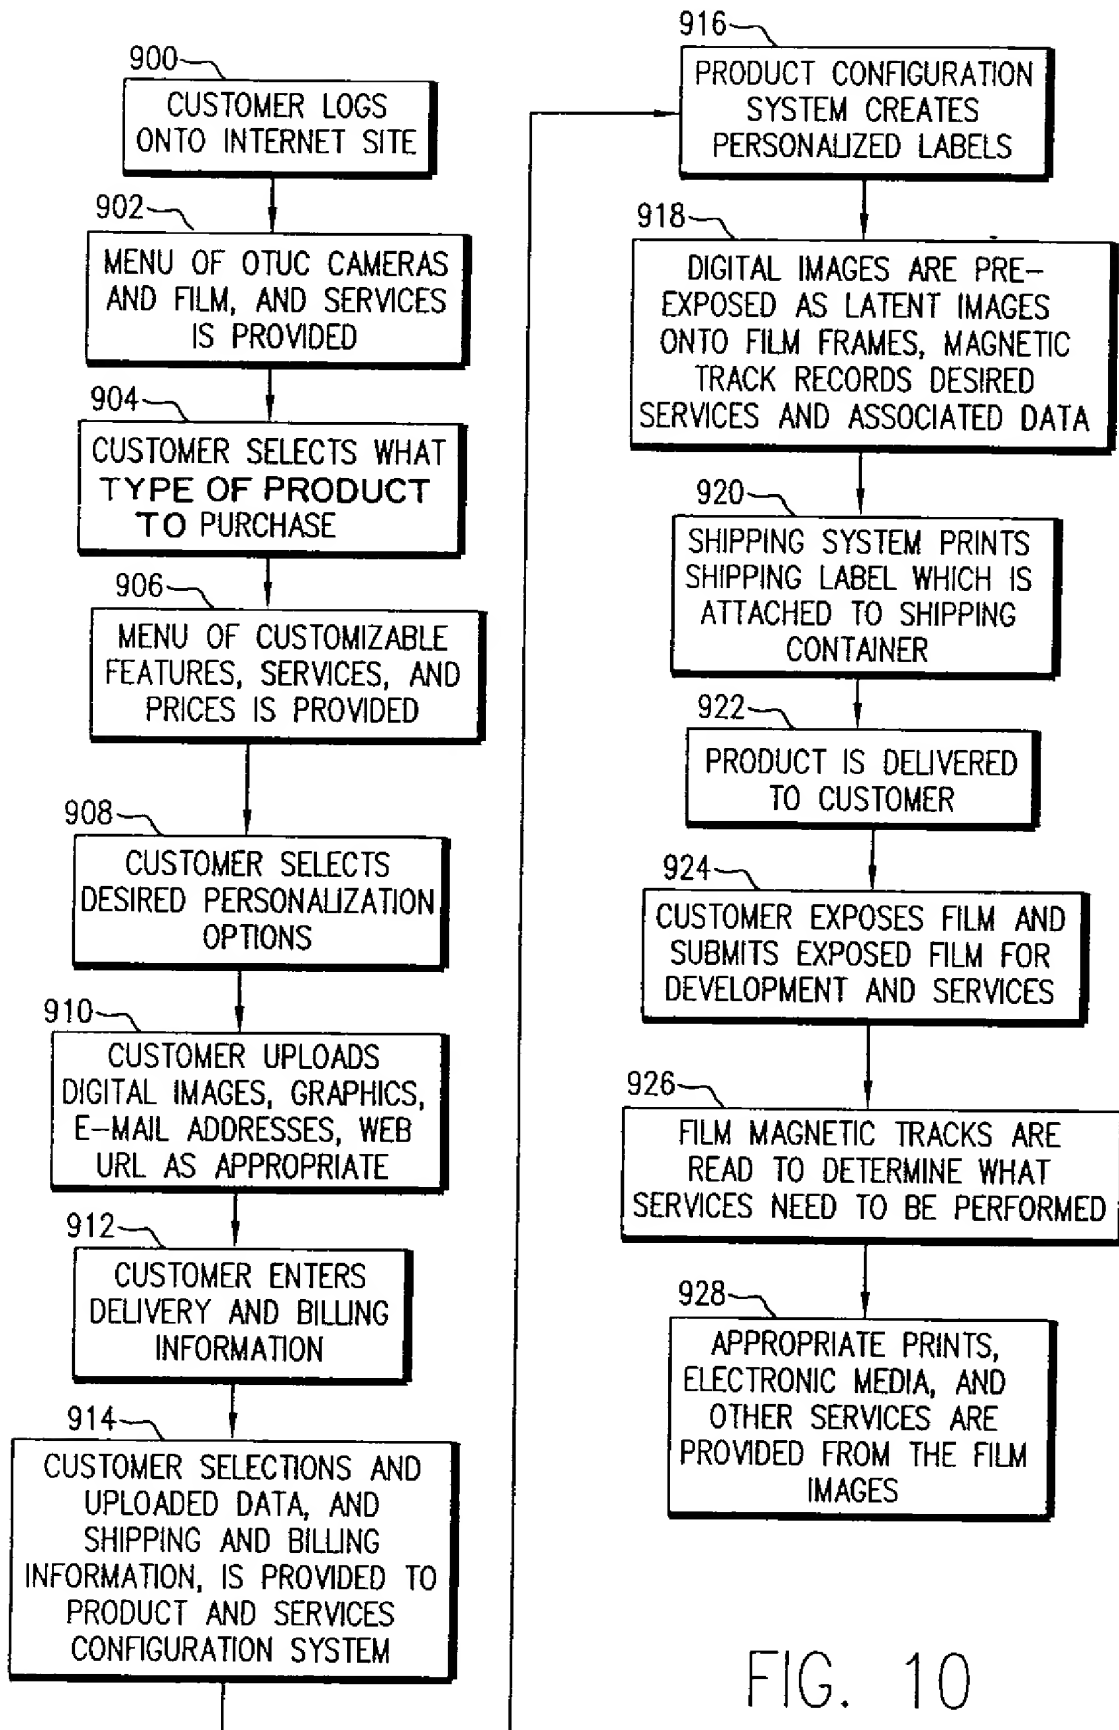 900
CUSTOMER LOGS
ONTO INTERNET SITE
902
MENU OF OTUC CAMERAS
AND FILM, AND SERVICES
IS PROVIDED
904
CUSTOMER SELECTS WHAT
TYPE OF PRODUCT
TO PURCHASE
906
MENU OF CUSTOMIZABLE
FEATURES, SERVICES, AND
PRICES IS PROVIDED
908
CUSTOMER SELECTS
DESIRED PERSONALIZATION
OPTIONS
910
CUSTOMER UPLOADS
DIGITAL IMAGES, GRAPHICS,
E-MAIL ADDRESSES, WEB
URL AS APPROPRIATE
912
CUSTOMER ENTERS
DELIVERY AND BILLING
INFORMATION
914
CUSTOMER SELECTIONS AND
UPLOADED DATA, AND
SHIPPING AND BILLING
INFORMATION, IS PROVIDED TO
PRODUCT AND SERVICES
CONFIGURATION SYSTEM
916
PRODUCT CONFIGURATION
SYSTEM CREATES
PERSONALIZED LABELS
918
DIGITAL IMAGES ARE PRE-
EXPOSED AS LATENT IMAGES
ONTO FILM FRAMES, MAGNETIC
TRACK RECORDS DESIRED
SERVICES AND ASSOCIATED DATA
920
SHIPPING SYSTEM PRINTS
SHIPPING LABEL WHICH IS
ATTACHED TO SHIPPING
CONTAINER
922
PRODUCT IS DELIVERED
TO CUSTOMER
924
CUSTOMER EXPOSES FILM AND
SUBMITS EXPOSED FILM FOR
DEVELOPMENT AND SERVICES
926
FILM MAGNETIC TRACKS ARE
READ TO DETERMINE WHAT
SERVICES NEED TO BE PERFORMED
928
APPROPRIATE PRINTS,
ELECTRONIC MEDIA, AND
OTHER SERVICES ARE
PROVIDED FROM THE FILM
IMAGES
FIG. 10